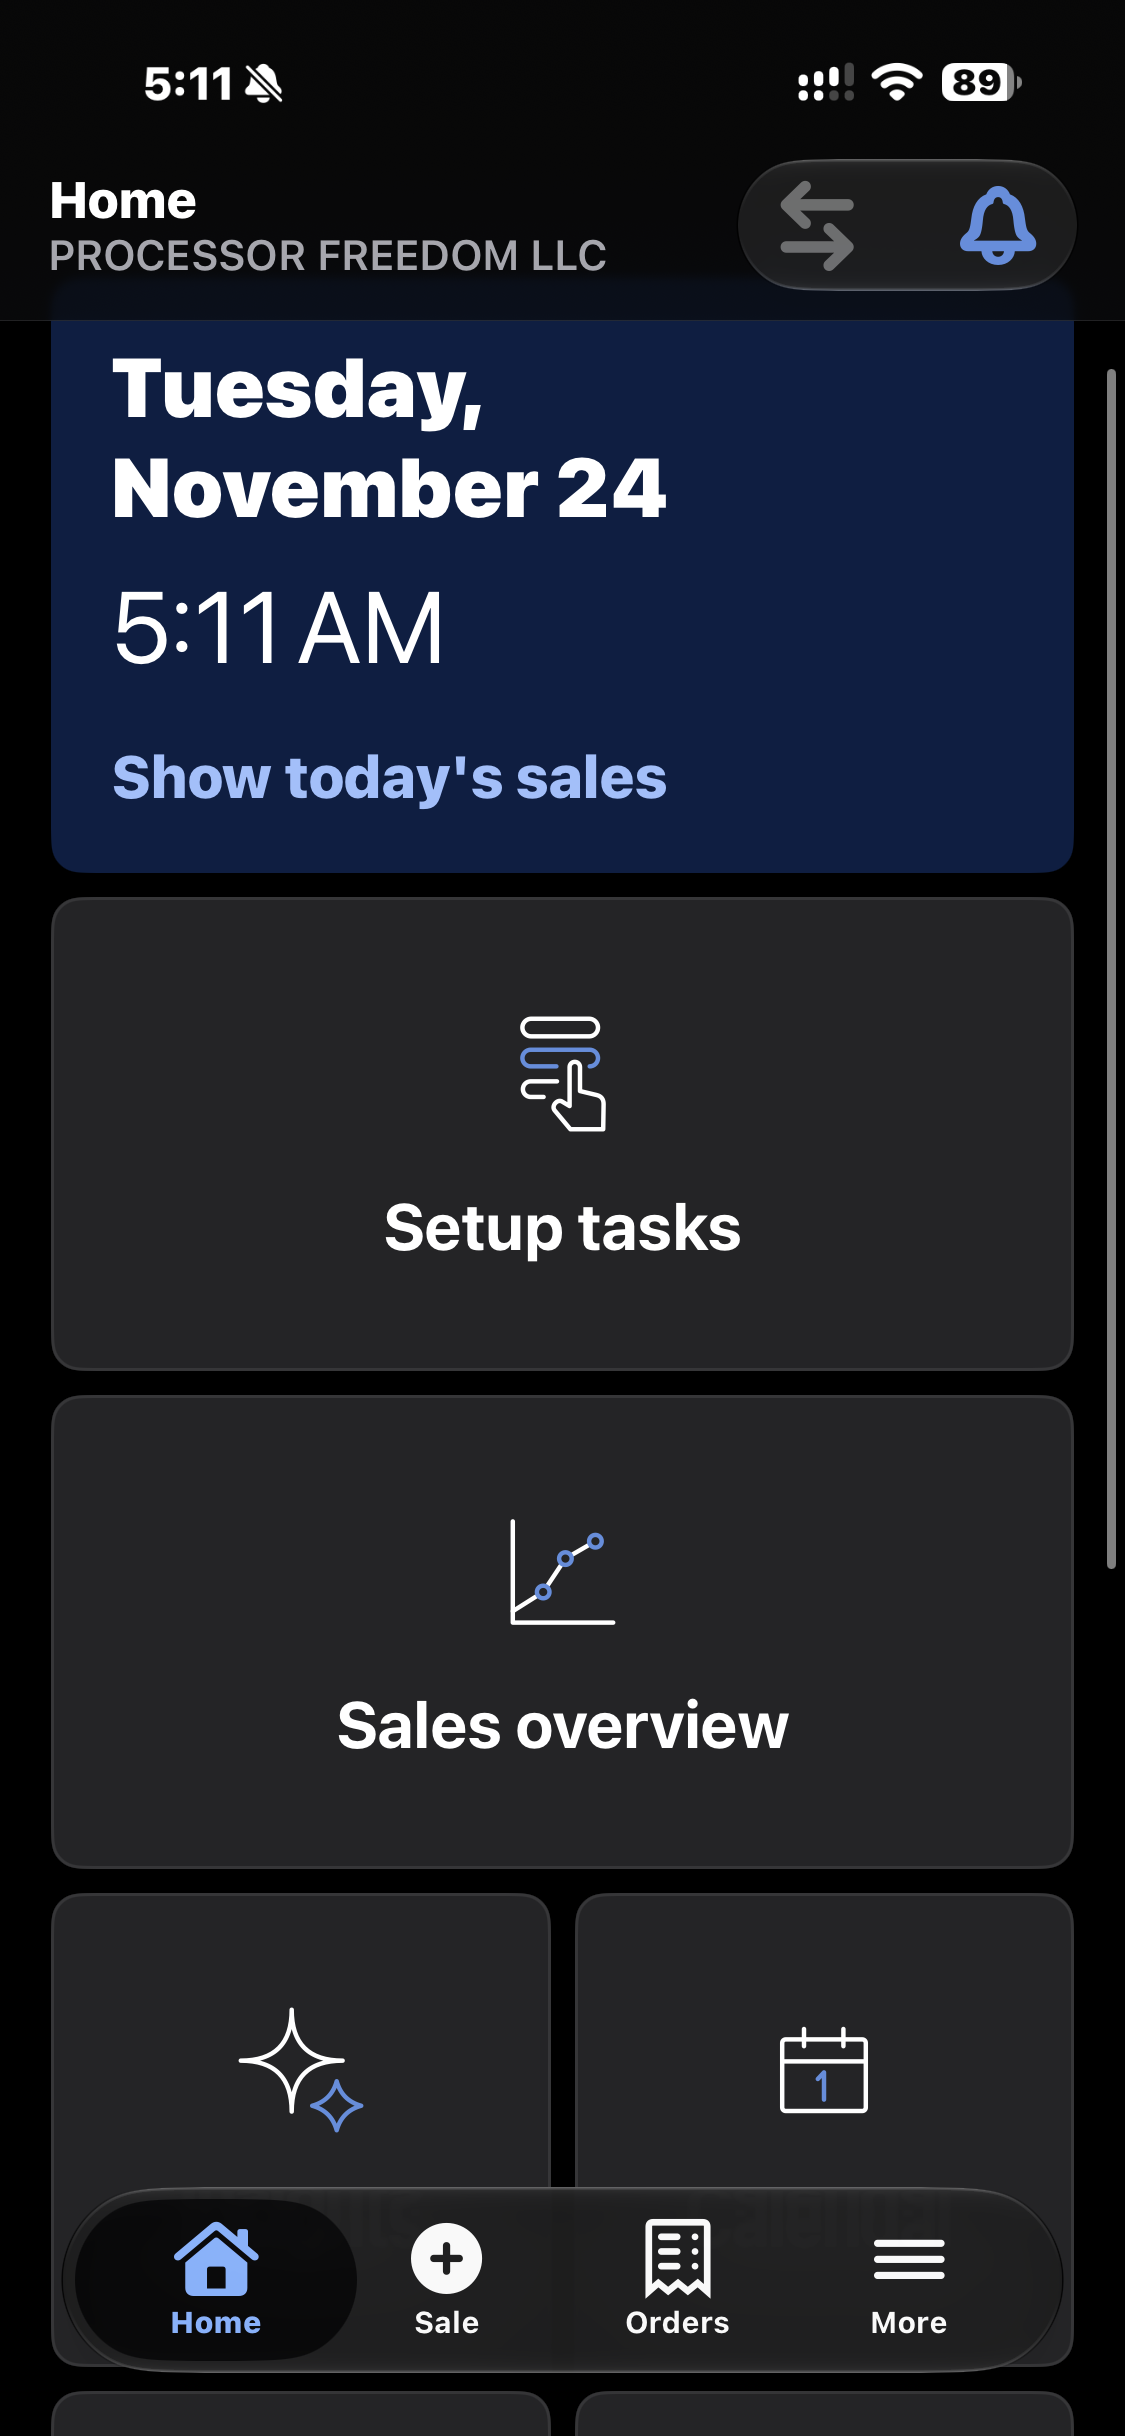 5:11
89
Home
PROCESSOR FREEDOM LLC
Tuesday,
November 24
5:11 AM
Show today's sales
Setup tasks
Sales overview
1
Home
Sale
Orders
More